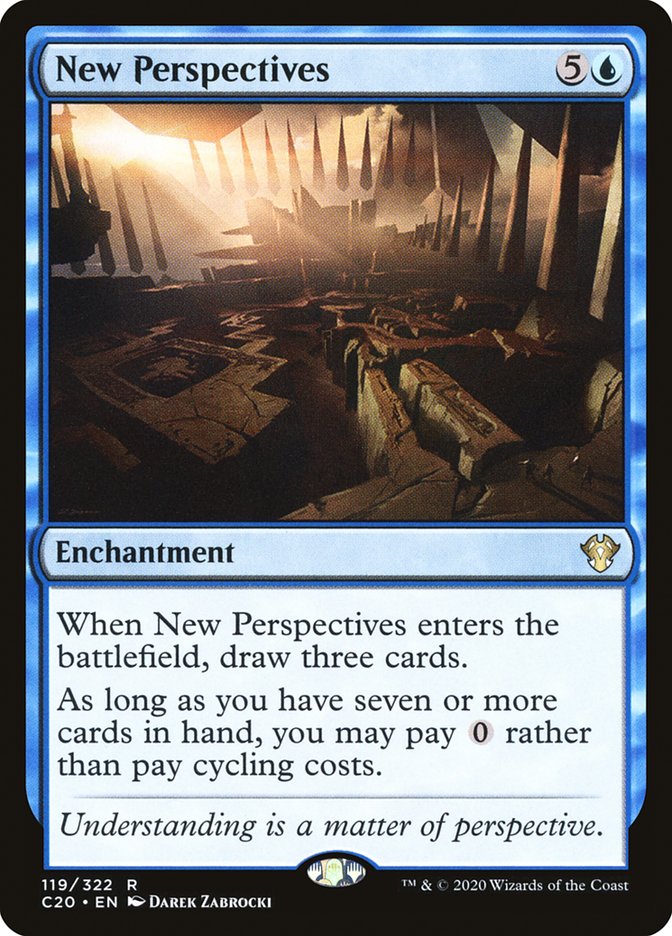 New Perspectives 5
Enchantment
When New Perspectives enters the
battlefield, draw three cards.
As long as you have seven or more
cards in hand, you may pay 0 rather
than pay cycling costs.
Understanding is a matter of perspective.
119/322 R
C20 • EN DAREK ZABROCKI
™ & © 2020 Wizards of the Coast